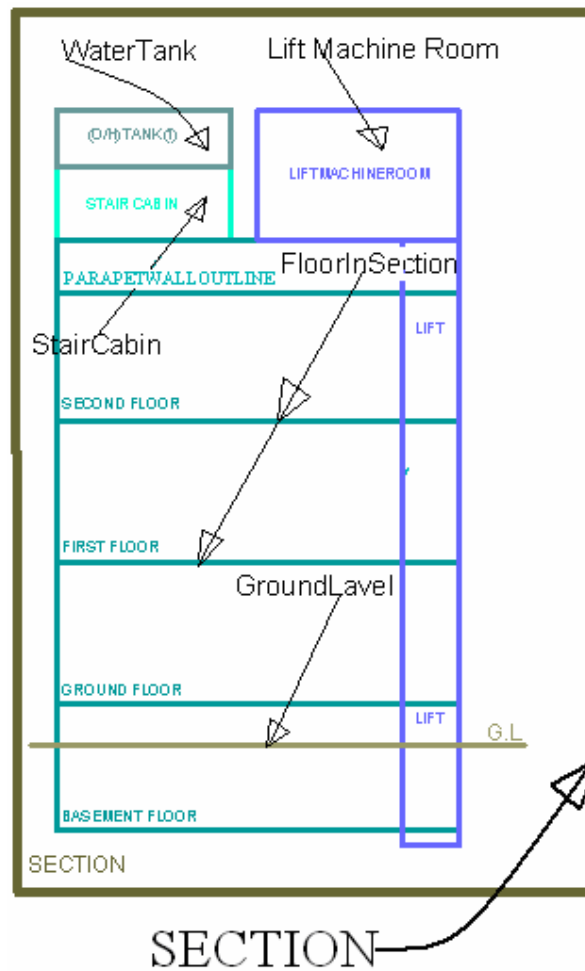 WaterTank
Lift Machine Room
(O/H)TANK(1)
LIFTMACHINEROOM
STAIR CABIN
FloorInSection
PARAPETWALLOUTLINE
LIFT
StairCabin
SECOND FLOOR
FIRST FLOOR
GroundLavel
GROUND FLOOR
LIFT
G.L
BASEMENT FLOOR
SECTION
SECTION